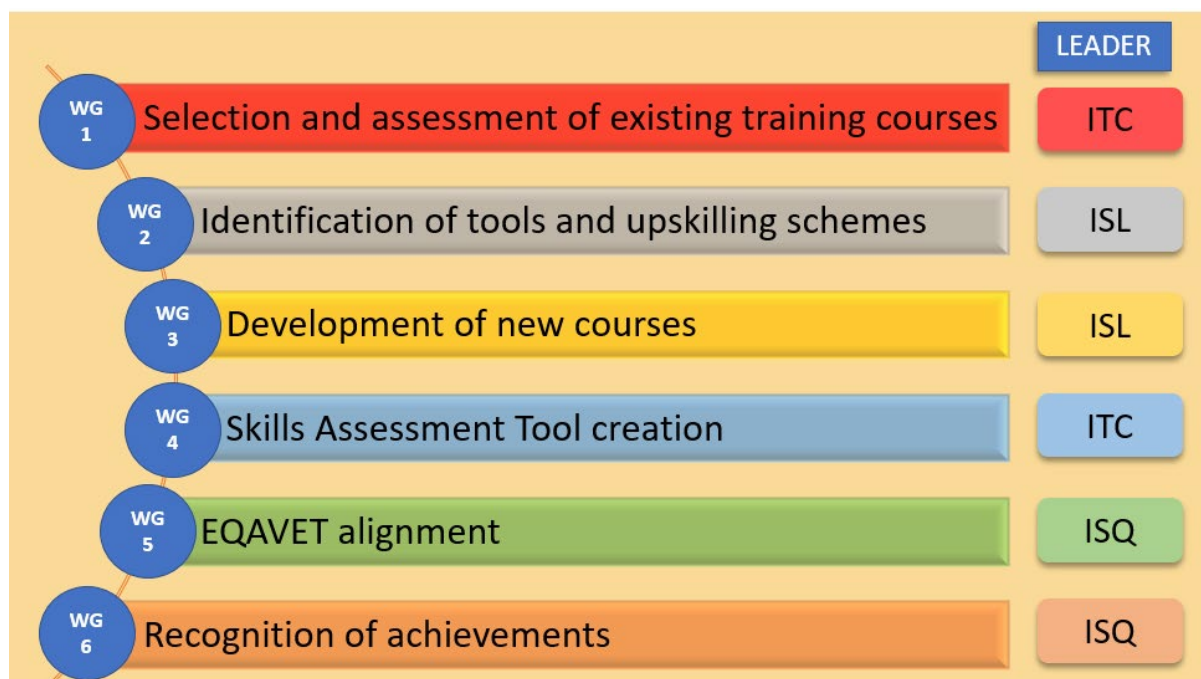 LEADER
WG
1
Selection and assessment of existing training courses
ITC
WG
2
Identification of tools and upskilling schemes
ISL
WG
3
Development of new courses
ISL
WG
4
Skills Assessment Tool creation
ITC
WG
5
EQAVET alignment
ISQ
WG
6
Recognition of achievements
ISQ